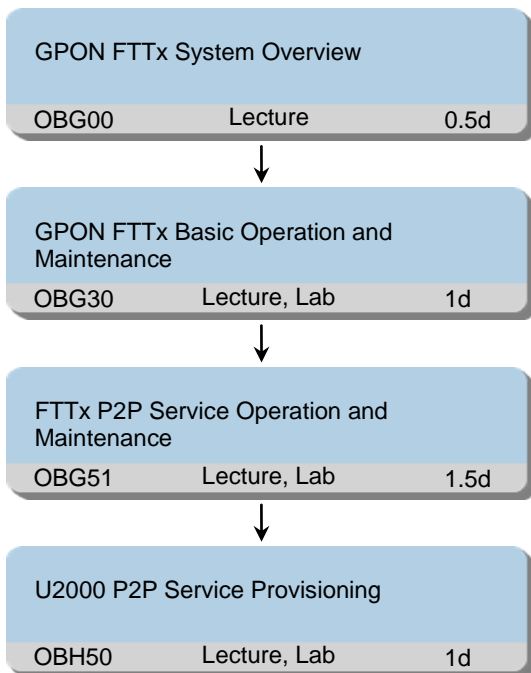 GPON FTTx System Overview
OBG00 Lecture 0.5d
GPON FTTx Basic Operation and
Maintenance
OBG30 Lecture, Lab 1d
FTTx P2P Service Operation and
Maintenance
OBG51 Lecture, Lab 1.5d
U2000 P2P Service Provisioning
OBH50 Lecture, Lab 1d